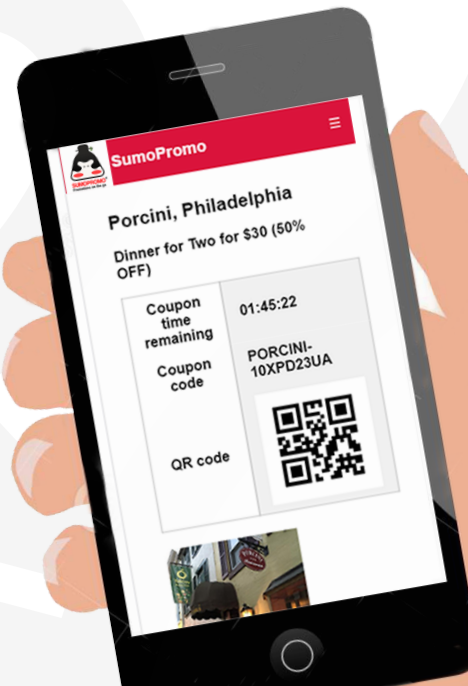 SumoPromo
SUMOPROMO
Porcini, Philadelphia
Dinner for Two for $30 (50%
OFF)
Coupon
time
remaining
01:45:22
Coupon
code
PORCINI-
10XPD23UA
QR code